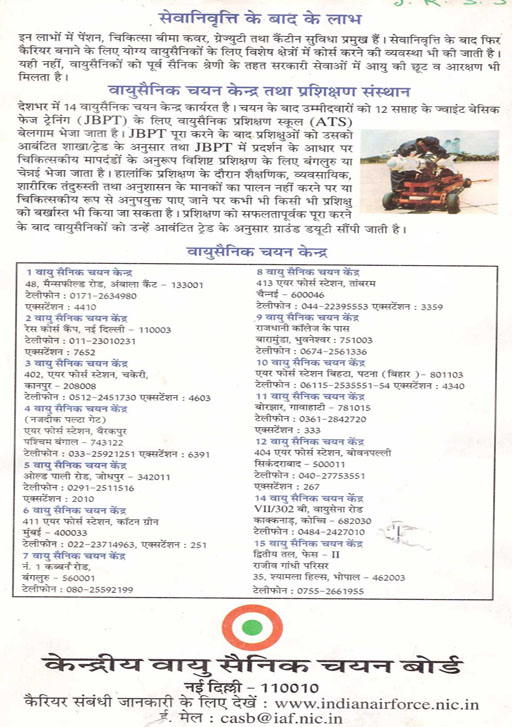 J. R. S. S
सेवानिवृत्ति के बाद के लाभ
इन लाभों में पेंशन, चिकित्सा बीमा कवर, ग्रेज्युटी तथा कैंटीन सुविधा प्रमुख हैं। सेवानिवृत्ति के बाद फिर
कैरियर बनाने के लिए योग्य वायुसैनिकों के लिए विशेष क्षेत्रों में कोर्स करने की व्यवस्था भी की जाती है।
यही नहीं, वायुसैनिकों को पूर्व सैनिक श्रेणी के तहत सरकारी सेवाओं में आयु की छूट व आरक्षण भी
मिलता है।
वायुसैनिक चयन केन्द्र तथा प्रशिक्षण संस्थान
देशभर में 14 वायुसैनिक चयन केन्द्र कार्यरत है। चयन के बाद उम्मीदवारों को 12 सप्ताह के ज्वाइंट बेसिक
फेज ट्रेनिंग (JBPT) के लिए वायुसैनिक प्रशिक्षण स्कूल (ATS)
बेलगाम भेजा जाता है। JBPT पूरा करने के बाद प्रशिक्षुओं को उसको
आबंटित शाखा/ट्रेड के अनुसार तथा JBPT में प्रदर्शन के आधार पर
चिकित्सकीय मापदंडों के अनुरूप विशिष्ट प्रशिक्षण के लिए बंगलुरु या
चेन्नई भेजा जाता है। हालांकि प्रशिक्षण के दौरान शैक्षणिक, व्यवसायिक,
शारीरिक तंदुरुस्ती तथा अनुशासन के मानकों का पालन नहीं करने पर या
चिकित्सकीय रूप से अनुपयुक्त पाए जाने पर कभी भी किसी भी प्रशिक्षु
को बर्खास्त भी किया जा सकता है। प्रशिक्षण को सफलतापूर्वक पूरा करने
के बाद वायुसैनिकों को उन्हें आवंटित ट्रेड के अनुसार ग्राउंड डयूटी सौंपी जाती है।
वायुसैनिक चयन केन्द्र
1 वायु सैनिक चयन केन्द्र
48, मैन्सफील्ड रोड, अंबाला कैंट - 133001
टेलीफोन : 0171-2634980
एक्सटेंशन : 4410
2 वायु सैनिक चयन केंद्र
रेस कोर्स कैंप, नई दिल्ली - 110003
टेलीफोन : 011-23010231
एक्सटेंशन : 7652
3 वायु सैनिक चयन केंद्र
402, एयर फोर्स स्टेशन, चकेरी,
कानपुर - 208008
टेलीफोन : 0512-2451730 एक्सटेंशन : 4603
4 वायु सैनिक चयन केंद्र
(नजदीक पल्टा गेट)
एयर फोर्स स्टेशन, बैरकपुर
पश्चिम बंगाल - 743122
टेलीफोन : 033-25921251 एक्सटेंशन : 6391
5 वायु सैनिक चयन केंद्र
ओल्ड पाली रोड, जोधपुर - 342011
टेलीफोन : 0291-2511516
एक्सटेंशन : 2010
6 वायु सैनिक चयन केंद्र
411 एयर फोर्स स्टेशन, कॉटन ग्रीन
मुंबई - 400033
टेलीफोन : 022-23714963, एक्सटेंशन : 251
7 वायु सैनिक चयन केंद्र
नं. 1 कब्बनं रोड,
बंगलुरु - 560001
टेलीफोन : 080-25592199
8 वायु सैनिक चयन केंद्र
413 एयर फोर्स स्टेशन, तांबरम
चैन्नई - 600046
टेलीफोन : 044-22395553 एक्सटेंशन : 3359
9 वायु सैनिक चयन केंद्र
राजधानी कॉलिज के पास
बारामुंडा, भुवनेश्वर : 751003
टेलीफोन : 0674-2561336
10 वायु सैनिक चयन केंद्र
एयर फोर्स स्टेशन बिहटा, पटना (बिहार ) - 801103
टेलीफोन : 06115-2535551-54 एक्सटेंशन : 4340
11 वायु सैनिक चयन केंद्र
बोरझार, गावाहाटी - 781015
टेलीफोन : 0361-2842720
एक्सटेंशन : 333
12 वायु सैनिक चयन केंद्र
404 एयर फोर्स स्टेशन, बोवनपल्ली
सिकंदराबाद - 500011
टेलीफोन : 040-27753551
एक्सटेंशन : 267
14 वायु सैनिक चयन केंद्र
VII/302 बी, वायुसेना रोड
काक्कनाड़, कोच्चि - 682030
टेलीफोन : 0484-2427010
15 वायु सैनिक चयन केंद्र
द्वितीय तल, फेस - II
राजीव गांधी परिसर
35, श्यामला हिल्स, भोपाल - 462003
टेलीफोन : 0755-2661955
केन्द्रीय वायु सैनिक चयन बोर्ड
नई दिल्ली - 110010
कैरियर संबंधी जानकारी के लिए देखें : www.indianairforce.nic.in
ई. मेल : casb@iaf.nic.in